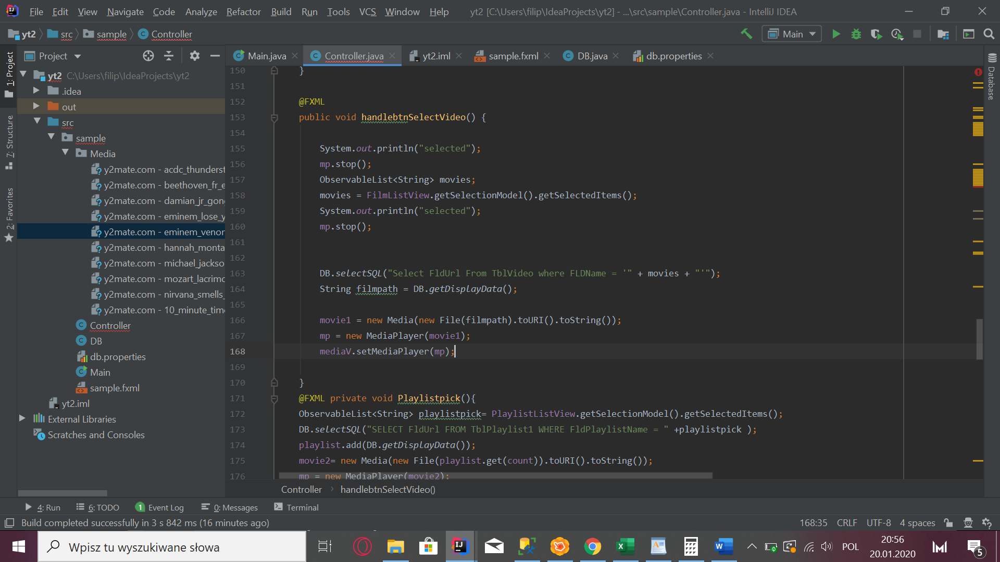 File Edit View Navigate Code Analyze Refactor Build Run Tools VCS Window Help yt2 [C:\Users\filip\IdeaProjects\yt2] - ...\src\sample\Controller.java - IntelliJ IDEA
yt2 src sample Controller Main
Project Main.java Controller.java yt2.iml sample.fxml DB.java db.properties
1: Project
7: Structure
2: Favorites
Database
yt2 C:\Users\filip\IdeaProjects\yt2
.idea
out
src
sample
Media
y2mate.com - acdc_thunderst
y2mate.com - beethoven_fr_e
y2mate.com - damian_jr_gon
y2mate.com - eminem_lose_y
y2mate.com - eminem_venor
y2mate.com - hannah_monta
y2mate.com - michael_jackso
y2mate.com - mozart_lacrimo
y2mate.com - nirvana_smells_
y2mate.com - 10_minute_time
Controller
DB
db.properties
Main
sample.fxml
yt2.iml
External Libraries
Scratches and Consoles
150 }
151
152 @FXML
153 public void handlebtnSelectVideo() {
154
155 System.out.println("selected");
156 mp.stop();
157 ObservableList<String> movies;
158 movies = FilmListView.getSelectionModel().getSelectedItems();
159 System.out.println("selected");
160 mp.stop();
161
162
163 DB.selectSQL("Select FldUrl From TblVideo where FLDName = '" + movies + "'");
164 String filmpath = DB.getDisplayData();
165
166 movie1 = new Media(new File(filmpath).toURI().toString());
167 mp = new MediaPlayer(movie1);
168 mediaV.setMediaPlayer(mp);
169
170 }
171 @FXML private void Playlistpick(){
172 ObservableList<String> playlistpick= PlaylistListView.getSelectionModel().getSelectedItems();
173 DB.selectSQL("SELECT FldUrl FROM TblPlaylist1 WHERE FldPlaylistName = " +playlistpick );
174 playlist.add(DB.getDisplayData());
175 movie2= new Media(new File(playlist.get(count)).toURI().toString());
176 mp = new MediaPlayer(movie2);
Controller handlebtnSelectVideo()
4: Run 6: TODO 1 Event Log 0: Messages Terminal
Build completed successfully in 3 s 842 ms (16 minutes ago) 168:35 CRLF UTF-8 4 spaces
Wpisz tu wyszukiwane słowa POL 20:56
20.01.2020 5